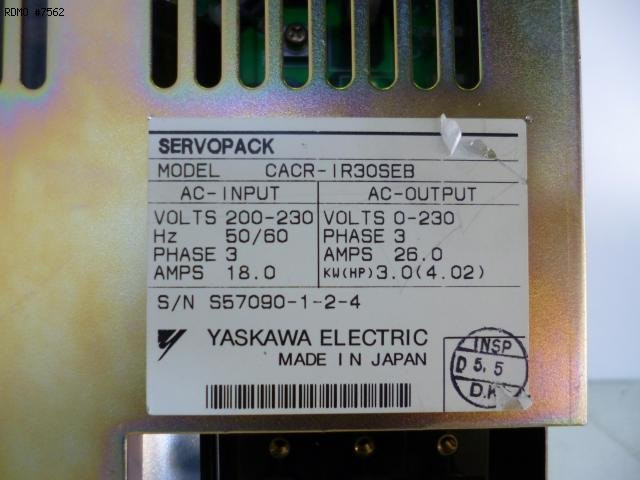 RDMO #7562
SERVOPACK
MODEL CACR-IR30SEB
AC-INPUT AC-OUTPUT
VOLTS 200-230 VOLTS 0-230
Hz 50/60 PHASE 3
PHASE 3 AMPS 26.0
AMPS 18.0 KW(HP) 3.0(4.02)
S/N S57090-1-2-4
YASKAWA ELECTRIC
MADE IN JAPAN
INSP
D 5.5